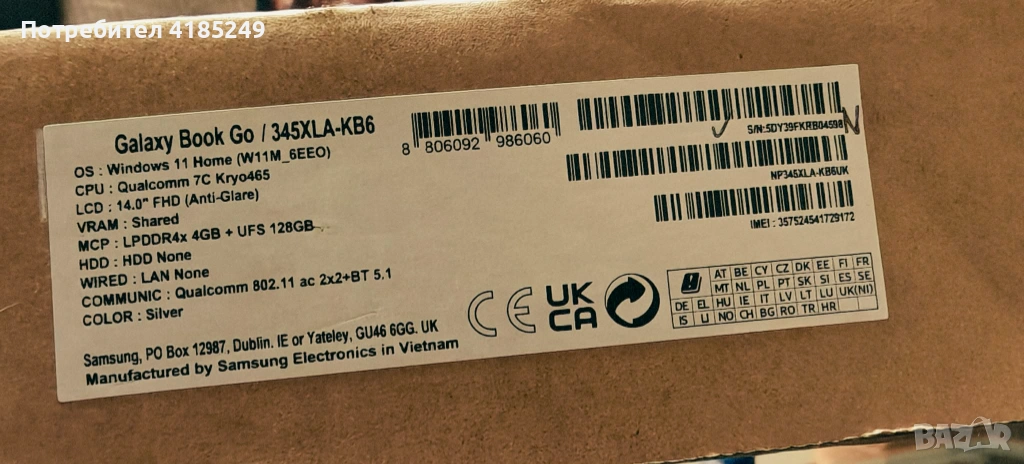 Потребител 4185249
Galaxy Book Go / 345XLA-KB6
OS : Windows 11 Home (W11M_6EEO)
CPU : Qualcomm 7C Kryo465
LCD : 14.0" FHD (Anti-Glare)
VRAM : Shared
MCP : LPDDR4x 4GB + UFS 128GB
HDD : HDD None
WIRED : LAN None
COMMUNIC : Qualcomm 802.11 ac 2x2+BT 5.1
COLOR : Silver
Samsung, PO Box 12987, Dublin. IE or Yateley, GU46 6GG. UK
Manufactured by Samsung Electronics in Vietnam
8 806092 986060
S/N:5DY39FKRB04598
N
NP345XLA-KB6UK
IMEI : 357524541729172
CE
UK
CA
AT BE CY CZ DK EE FI FR
MT NL PL PT SK SI ES SE
DE EL HU IE IT LV LT LU UK(NI)
IS LI NO CH BG RO TR HR
BAZAR